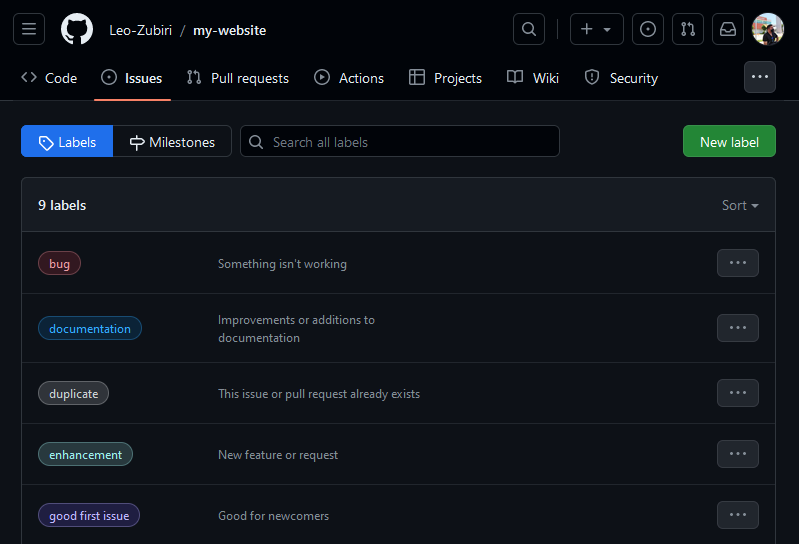 Leo-Zubiri / my-website
Code Issues Pull requests Actions Projects Wiki Security
Labels Milestones Search all labels New label
9 labels Sort
bug Something isn't working
documentation Improvements or additions to
documentation
duplicate This issue or pull request already exists
enhancement New feature or request
good first issue Good for newcomers